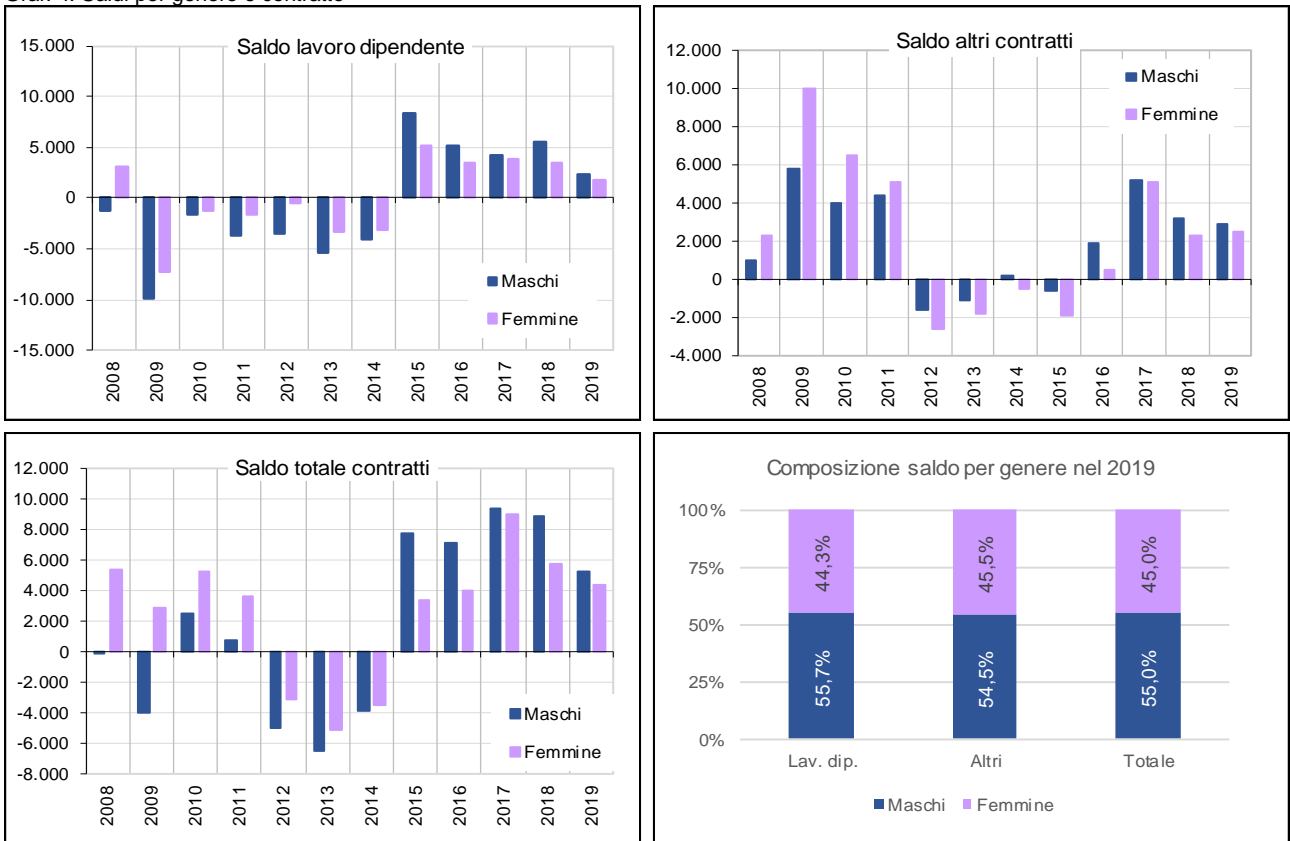 Graf. 4: Saldi per genere e contratto
Saldo lavoro dipendente
15.000
10.000
5.000
0
-5.000
-10.000
-15.000
Maschi
Femmine
2008 2009 2010 2011 2012 2013 2014 2015 2016 2017 2018 2019
Saldo altri contratti
12.000
10.000
8.000
6.000
4.000
2.000
0
-2.000
-4.000
Maschi
Femmine
2008 2009 2010 2011 2012 2013 2014 2015 2016 2017 2018 2019
Saldo totale contratti
12.000
10.000
8.000
6.000
4.000
2.000
0
-2.000
-4.000
-6.000
-8.000
Maschi
Femmine
2008 2009 2010 2011 2012 2013 2014 2015 2016 2017 2018 2019
Composizione saldo per genere nel 2019
100%
75%
50%
25%
0%
44,3% 45,5% 45,0%
55,7% 54,5% 55,0%
Lav. dip. Altri Totale
Maschi Femmine